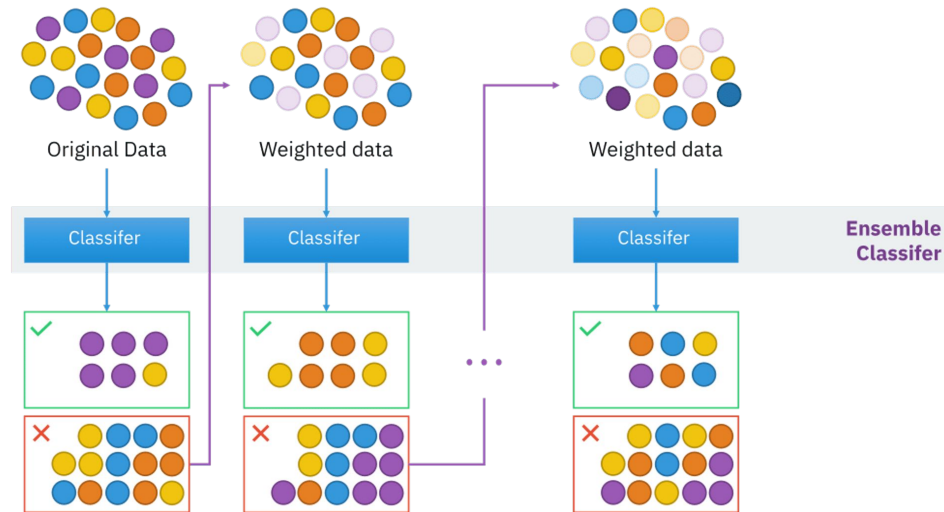 Original Data
Weighted data
Weighted data
Classifer
Classifer
Classifer
Ensemble
Classifer
...